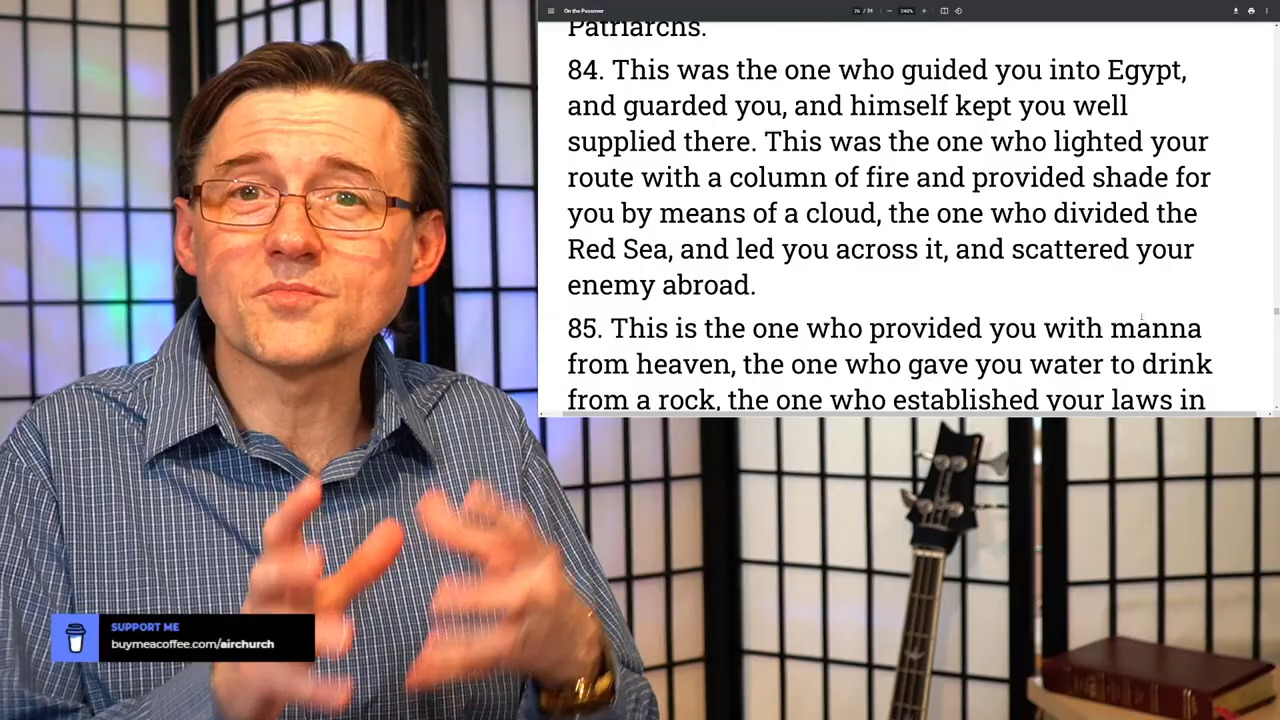 On the Passover
26 / 34
240%
Patriarchs.
84. This was the one who guided you into Egypt,
and guarded you, and himself kept you well
supplied there. This was the one who lighted your
route with a column of fire and provided shade for
you by means of a cloud, the one who divided the
Red Sea, and led you across it, and scattered your
enemy abroad.
85. This is the one who provided you with manna
from heaven, the one who gave you water to drink
from a rock, the one who established your laws in
SUPPORT ME
buymeacoffee.com/airchurch